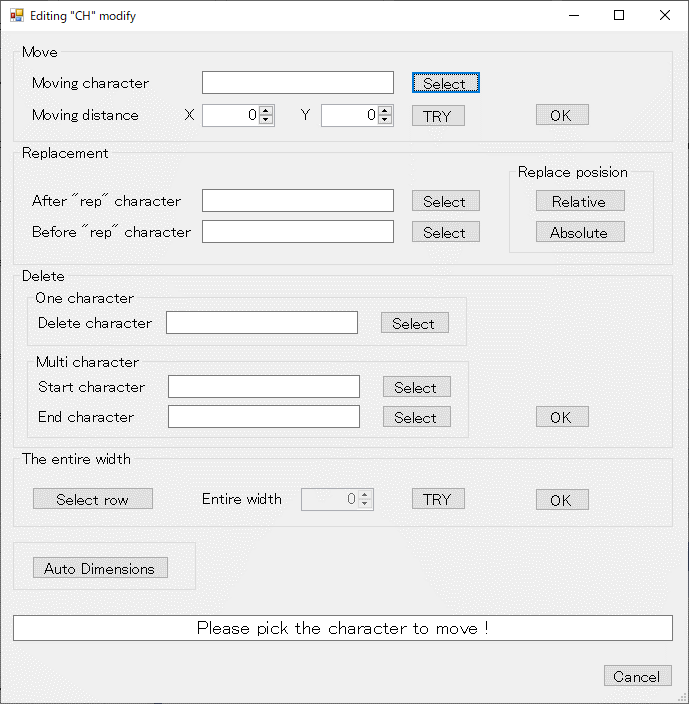 Editing "CH" modify
Move
Moving character Select
Moving distance X 0 Y 0 TRY OK
Replacement
Replace posision
After "rep" character Select Relative
Before "rep" character Select Absolute
Delete
One character
Delete character Select
Multi character
Start character Select
End character Select OK
The entire width
Select row Entire width 0 TRY OK
Auto Dimensions
Please pick the character to move !
Cancel